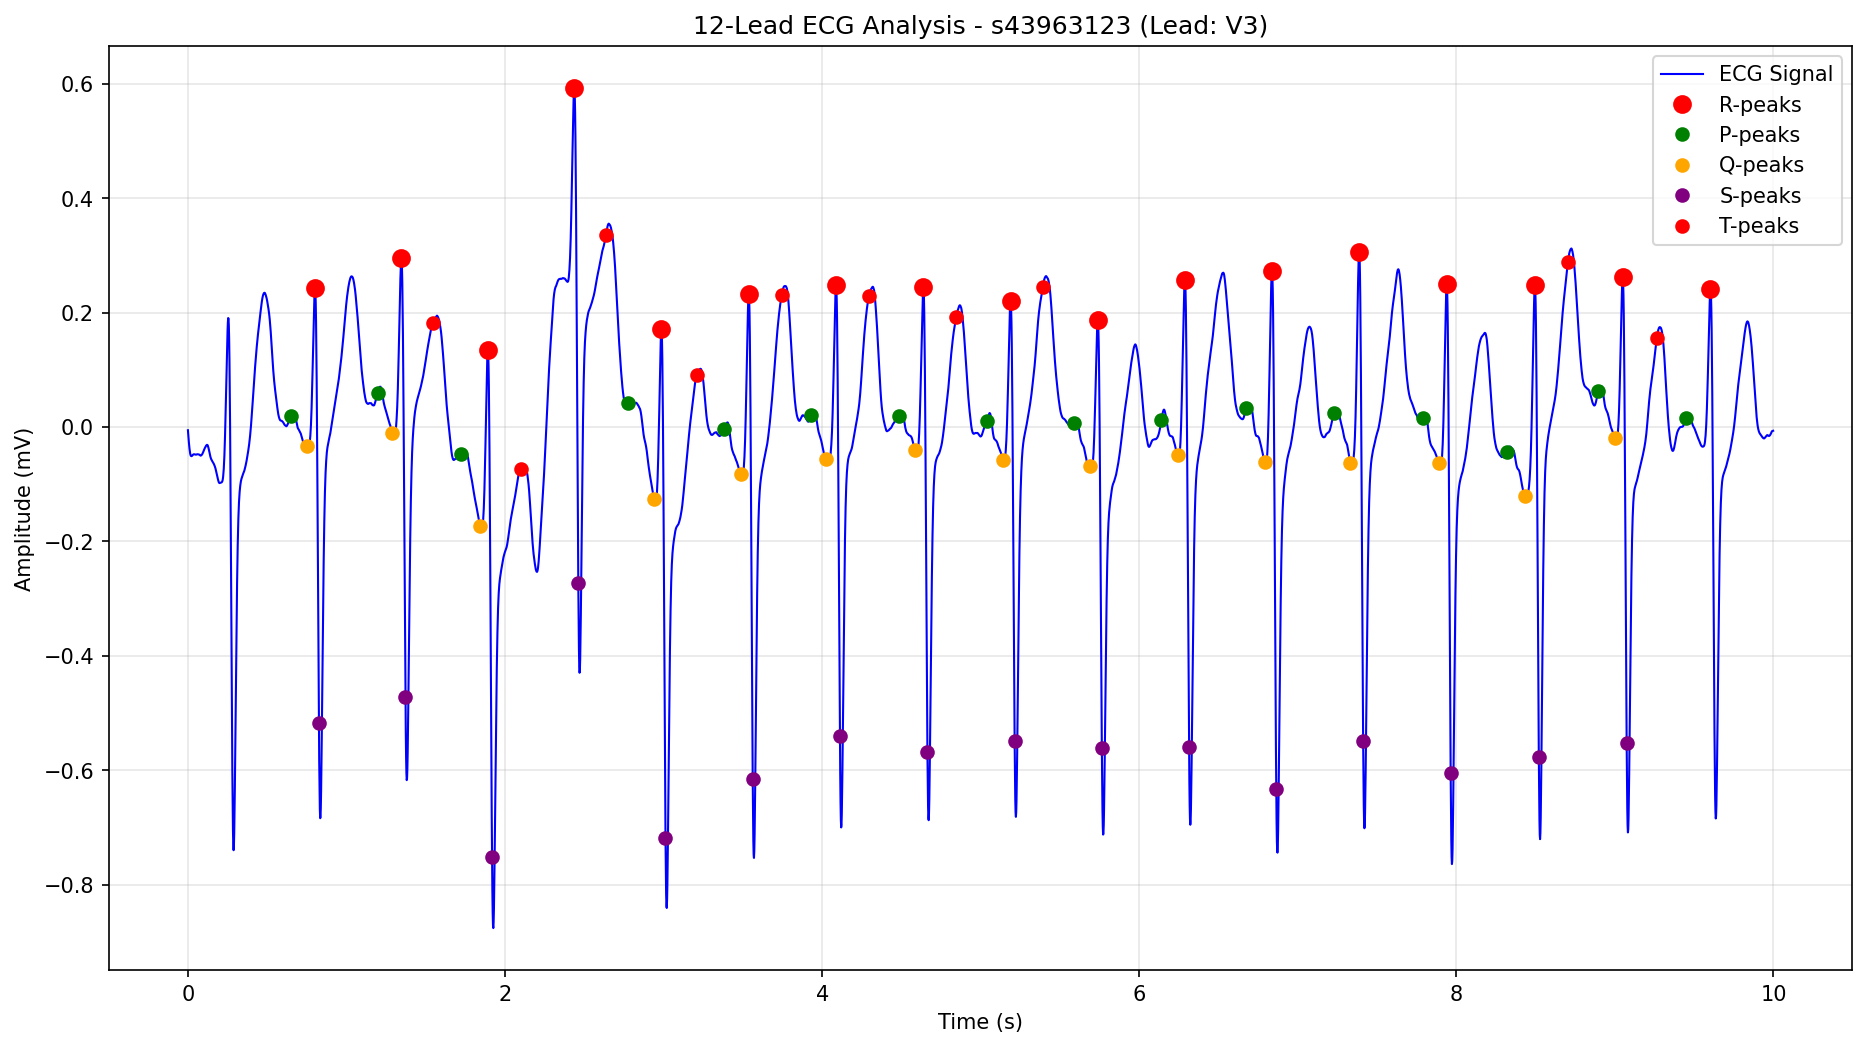 12-Lead ECG Analysis - s43963123 (Lead: V3)
ECG Signal
R-peaks
P-peaks
Q-peaks
S-peaks
T-peaks
Amplitude (mV)
0.6
0.4
0.2
0.0
−0.2
−0.4
−0.6
−0.8
0 2 4 6 8 10
Time (s)